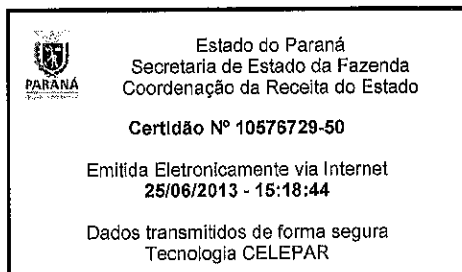 PARANÁ
Estado do Paraná
Secretaria de Estado da Fazenda
Coordenação da Receita do Estado
Certidão Nº 10576729-50
Emitida Eletronicamente via Internet
25/06/2013 - 15:18:44
Dados transmitidos de forma segura
Tecnologia CELEPAR